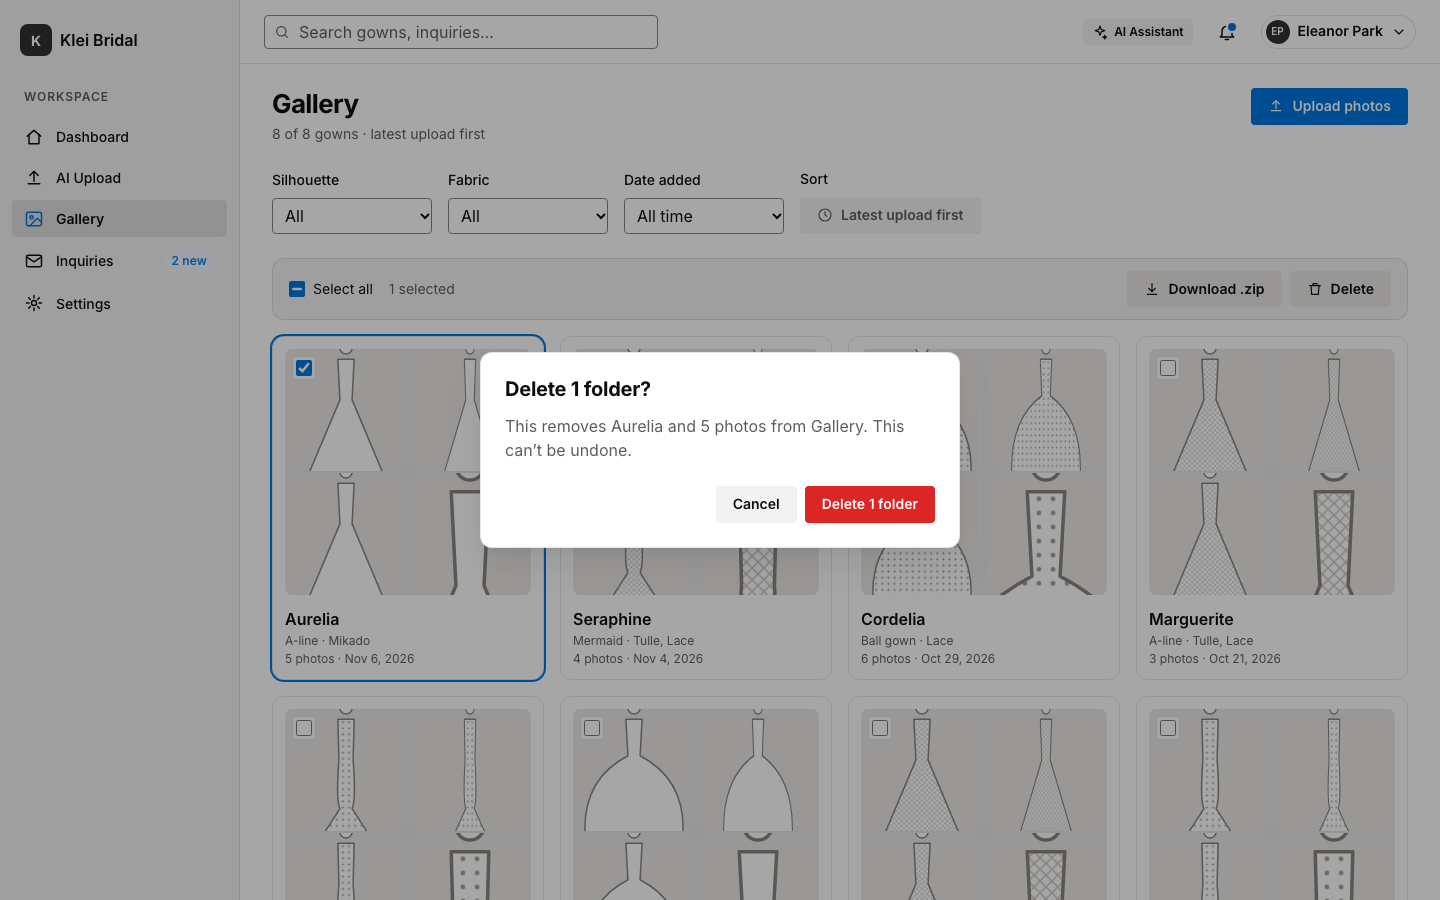 K
Klei Bridal
Search gowns, inquiries...
AI Assistant
EP
Eleanor Park
WORKSPACE
Dashboard
AI Upload
Gallery
Inquiries
2 new
Settings
Gallery
8 of 8 gowns · latest upload first
Upload photos
Silhouette
Fabric
Date added
Sort
All
All
All time
Latest upload first
Select all
1 selected
Download .zip
Delete
Delete 1 folder?
This removes Aurelia and 5 photos from Gallery. This
can’t be undone.
Cancel
Delete 1 folder
Aurelia
A-line · Mikado
5 photos · Nov 6, 2026
Seraphine
Mermaid · Tulle, Lace
4 photos · Nov 4, 2026
Cordelia
Ball gown · Lace
6 photos · Oct 29, 2026
Marguerite
A-line · Tulle, Lace
3 photos · Oct 21, 2026